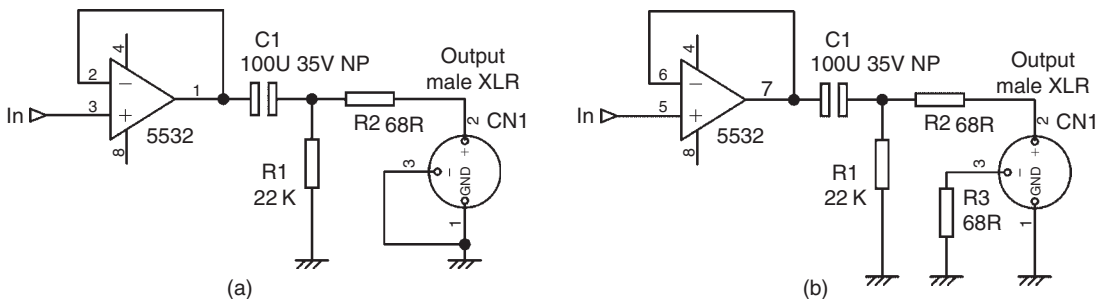 C1
100U 35V NP
Output
male XLR
4
2
−
1
3
+
In
5532
8
R2 68R
2
CN1
+
3
−
GND
1
R1
22 K
(a)
C1
100U 35V NP
Output
male XLR
4
6
−
7
5
+
In
5532
8
R2 68R
2
CN1
+
3
−
GND
1
R1
22 K
R3
68R
(b)